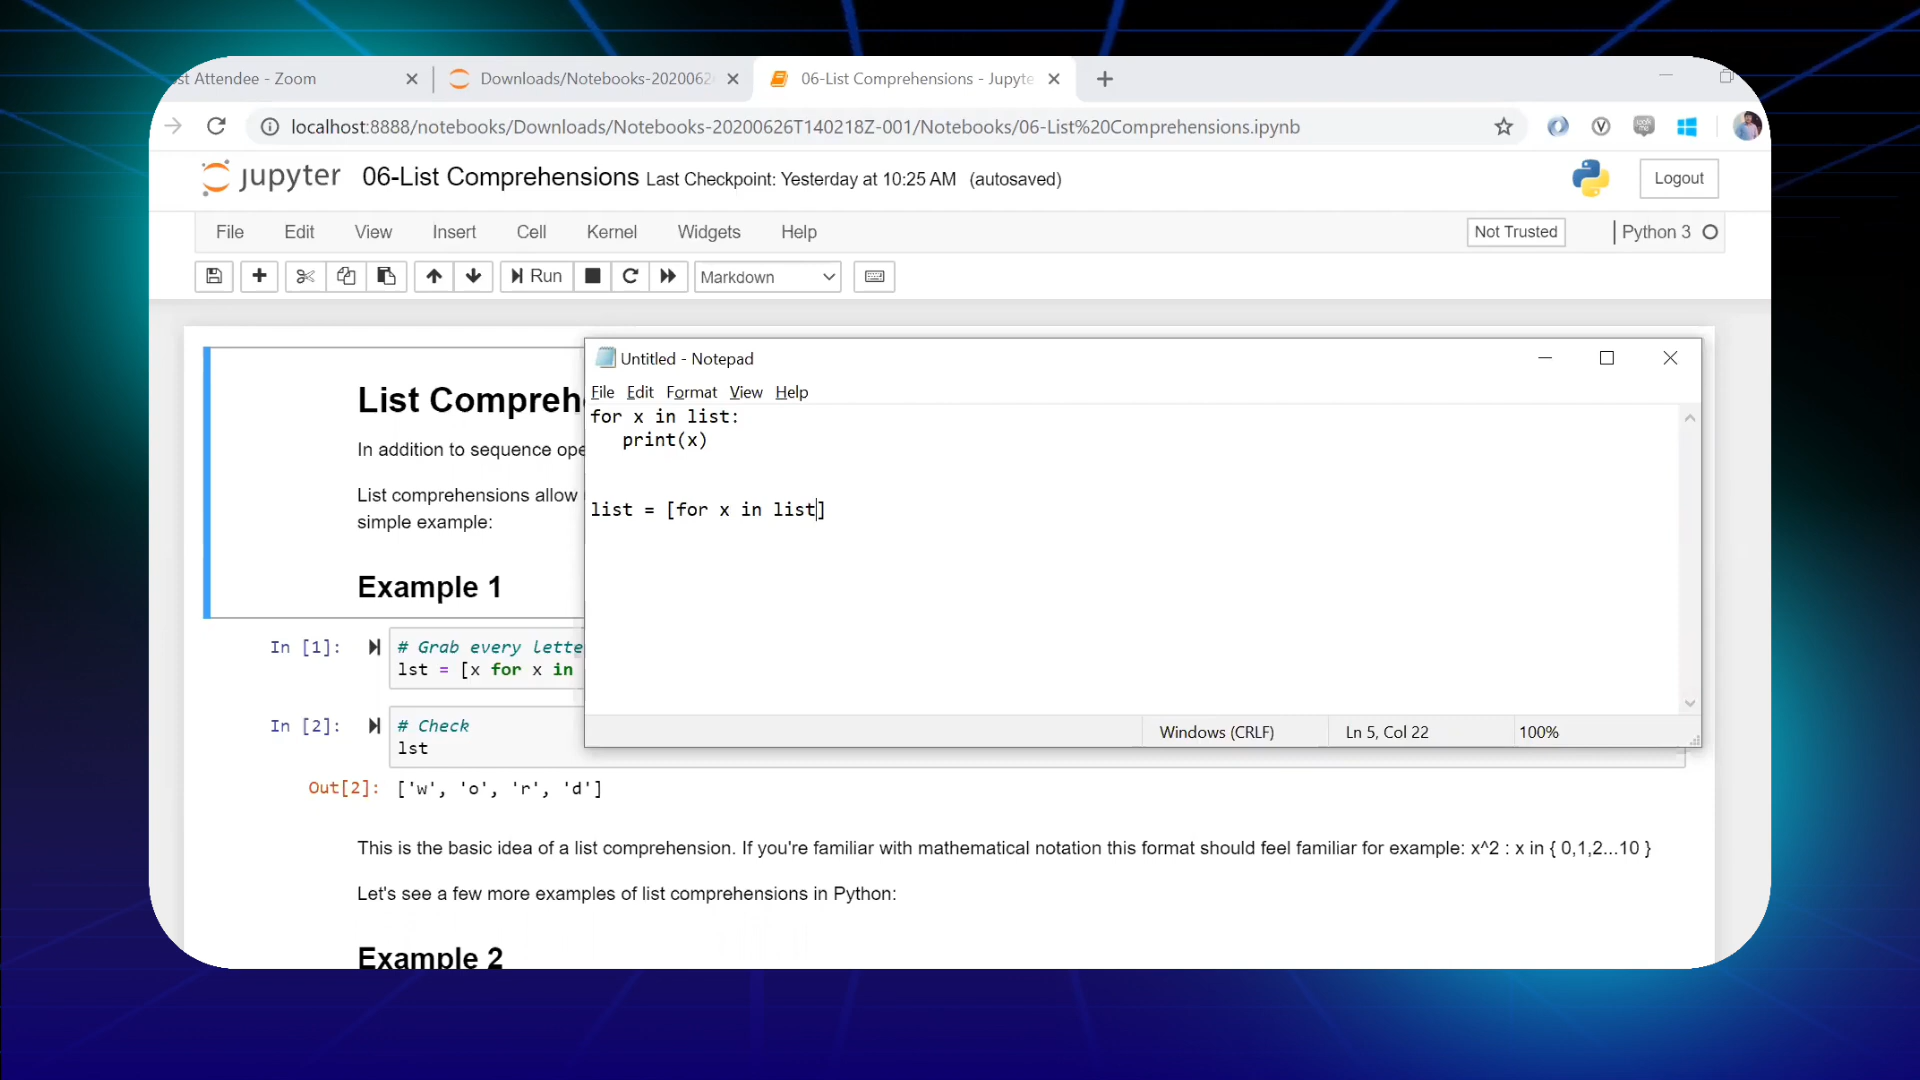 st Attendee - Zoom
Downloads/Notebooks-2020062
06-List Comprehensions - Jupyte
localhost:8888/notebooks/Downloads/Notebooks-20200626T140218Z-001/Notebooks/06-List%20Comprehensions.ipynb
jupyter 06-List Comprehensions Last Checkpoint: Yesterday at 10:25 AM (autosaved)
Logout
File Edit View Insert Cell Kernel Widgets Help
Not Trusted
Python 3
Run
Markdown
List Compreh
In addition to sequence ope
List comprehensions allow
simple example:
Example 1
Untitled - Notepad
File Edit Format View Help
for x in list:
print(x)
list = [for x in list]
Windows (CRLF) Ln 5, Col 22 100%
In [1]:
# Grab every lette
lst = [x for x in
In [2]:
# Check
lst
Out[2]: ['w', 'o', 'r', 'd']
This is the basic idea of a list comprehension. If you're familiar with mathematical notation this format should feel familiar for example: x^2 : x in { 0,1,2...10 }
Let's see a few more examples of list comprehensions in Python:
Example 2